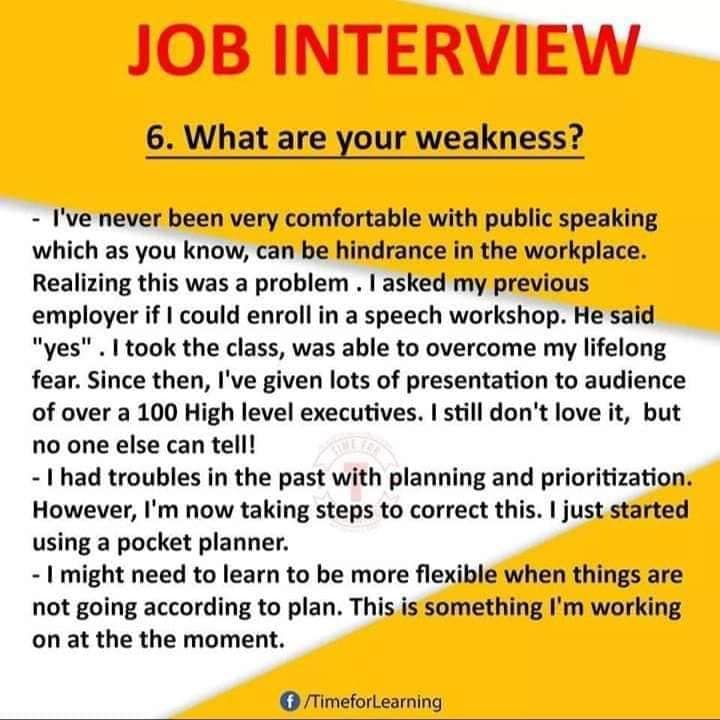 JOB INTERVIEW
6. What are your weakness?
- I've never been very comfortable with public speaking
which as you know, can be hindrance in the workplace.
Realizing this was a problem . I asked my previous
employer if I could enroll in a speech workshop. He said
"yes" . I took the class, was able to overcome my lifelong
fear. Since then, I've given lots of presentation to audience
of over a 100 High level executives. I still don't love it, but
no one else can tell!
TIME FOR
T
- I had troubles in the past with planning and prioritization.
However, I'm now taking steps to correct this. I just started
using a pocket planner.
- I might need to learn to be more flexible when things are
not going according to plan. This is something I'm working
on at the the moment.
f /TimeforLearning